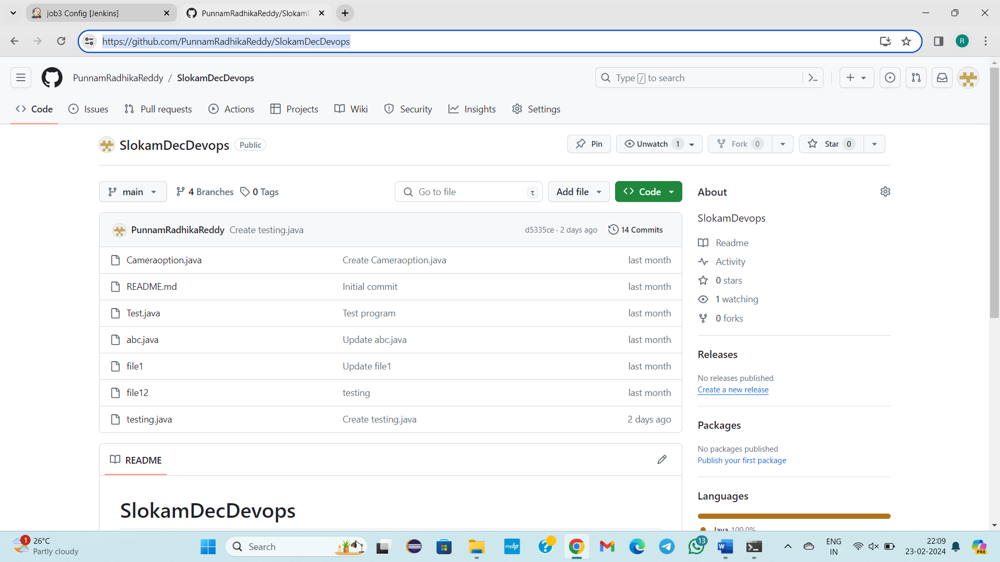 job3 Config [Jenkins]
PunnamRadhikaReddy/SlokamD
https://github.com/PunnamRadhikaReddy/SlokamDecDevops
R
PunnamRadhikaReddy / SlokamDecDevops
Type / to search
Code Issues Pull requests Actions Projects Wiki Security Insights Settings
SlokamDecDevops Public
Pin Unwatch 1 Fork 0 Star 0
main 4 Branches 0 Tags Go to file t Add file Code
About
SlokamDevops
PunnamRadhikaReddy Create testing.java d5335ce · 2 days ago 14 Commits
Cameraoption.java Create Cameraoption.java last month
README.md Initial commit last month
Test.java Test program last month
abc.java Update abc.java last month
file1 Update file1 last month
file12 testing last month
testing.java Create testing.java 2 days ago
Readme
Activity
0 stars
1 watching
0 forks
Releases
No releases published
Create a new release
Packages
No packages published
Publish your first package
Languages
Java 100.0%
README
SlokamDecDevops
1
26°C
Partly cloudy
Search
myhp
?
13
W
ENG
IN
22:09
23-02-2024
PRE